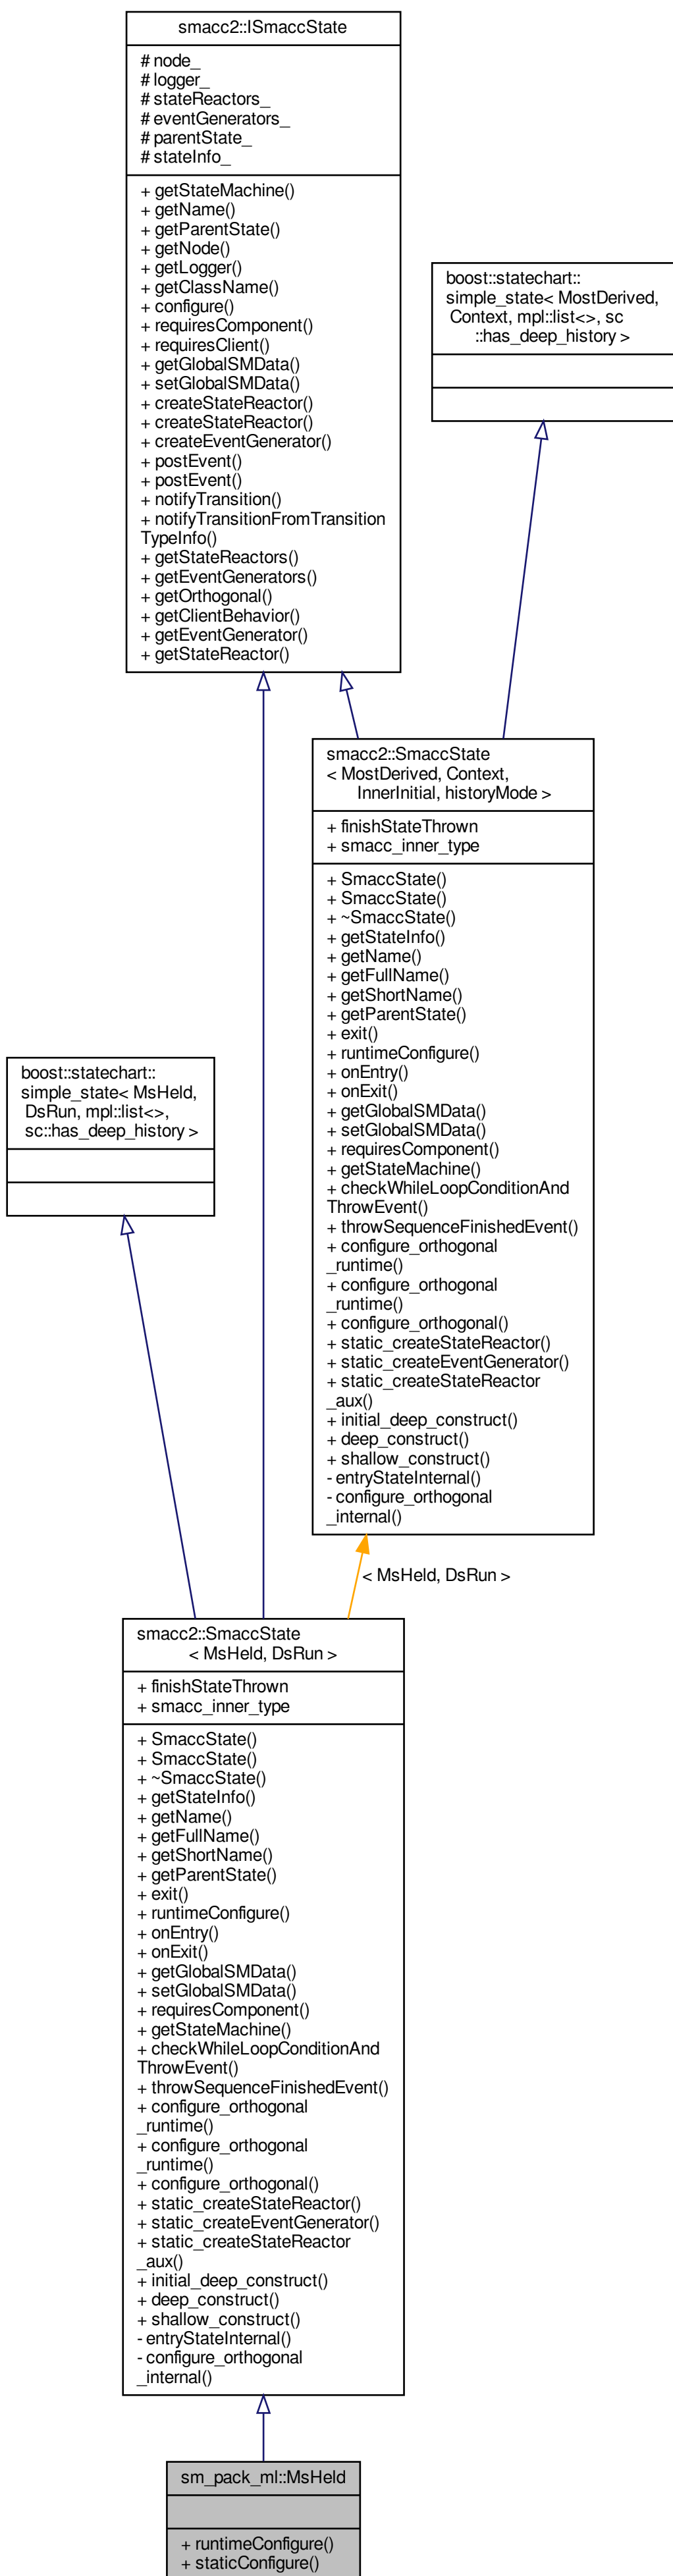 smacc2::ISmaccState
# node_
# logger_
# stateReactors_
# eventGenerators_
# parentState_
# stateInfo_
+ getStateMachine()
+ getName()
+ getParentState()
+ getNode()
+ getLogger()
+ getClassName()
+ configure()
+ requiresComponent()
+ requiresClient()
+ getGlobalSMData()
+ setGlobalSMData()
+ createStateReactor()
+ createStateReactor()
+ createEventGenerator()
+ postEvent()
+ postEvent()
+ notifyTransition()
+ notifyTransitionFromTransition
TypeInfo()
+ getStateReactors()
+ getEventGenerators()
+ getOrthogonal()
+ getClientBehavior()
+ getEventGenerator()
+ getStateReactor()
boost::statechart::
simple_state< MostDerived,
Context, mpl::list<>, sc
::has_deep_history >
smacc2::SmaccState
< MostDerived, Context,
InnerInitial, historyMode >
+ finishStateThrown
+ smacc_inner_type
+ SmaccState()
+ SmaccState()
+ ~SmaccState()
+ getStateInfo()
+ getName()
+ getFullName()
+ getShortName()
+ getParentState()
+ exit()
+ runtimeConfigure()
+ onEntry()
+ onExit()
+ getGlobalSMData()
+ setGlobalSMData()
+ requiresComponent()
+ getStateMachine()
+ checkWhileLoopConditionAnd
ThrowEvent()
+ throwSequenceFinishedEvent()
+ configure_orthogonal
_runtime()
+ configure_orthogonal
_runtime()
+ configure_orthogonal()
+ static_createStateReactor()
+ static_createEventGenerator()
+ static_createStateReactor
_aux()
+ initial_deep_construct()
+ deep_construct()
+ shallow_construct()
- entryStateInternal()
- configure_orthogonal
_internal()
boost::statechart::
simple_state< MsHeld,
DsRun, mpl::list<>,
sc::has_deep_history >
< MsHeld, DsRun >
smacc2::SmaccState
< MsHeld, DsRun >
+ finishStateThrown
+ smacc_inner_type
+ SmaccState()
+ SmaccState()
+ ~SmaccState()
+ getStateInfo()
+ getName()
+ getFullName()
+ getShortName()
+ getParentState()
+ exit()
+ runtimeConfigure()
+ onEntry()
+ onExit()
+ getGlobalSMData()
+ setGlobalSMData()
+ requiresComponent()
+ getStateMachine()
+ checkWhileLoopConditionAnd
ThrowEvent()
+ throwSequenceFinishedEvent()
+ configure_orthogonal
_runtime()
+ configure_orthogonal
_runtime()
+ configure_orthogonal()
+ static_createStateReactor()
+ static_createEventGenerator()
+ static_createStateReactor
_aux()
+ initial_deep_construct()
+ deep_construct()
+ shallow_construct()
- entryStateInternal()
- configure_orthogonal
_internal()
sm_pack_ml::MsHeld
+ runtimeConfigure()
+ staticConfigure()